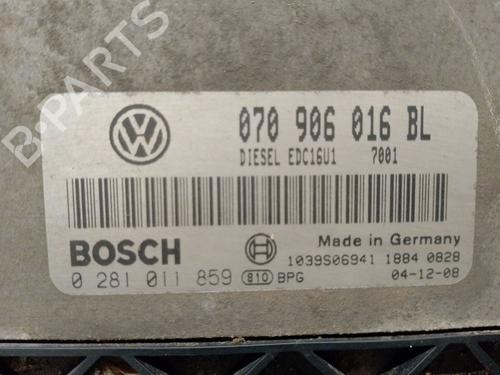 B-PARTS
070 906 016 BL
DIESEL EDC16U1 7001
BOSCH
Made in Germany
1039S06941 1884 0828
0 281 011 859 810 BPG
04-12-08